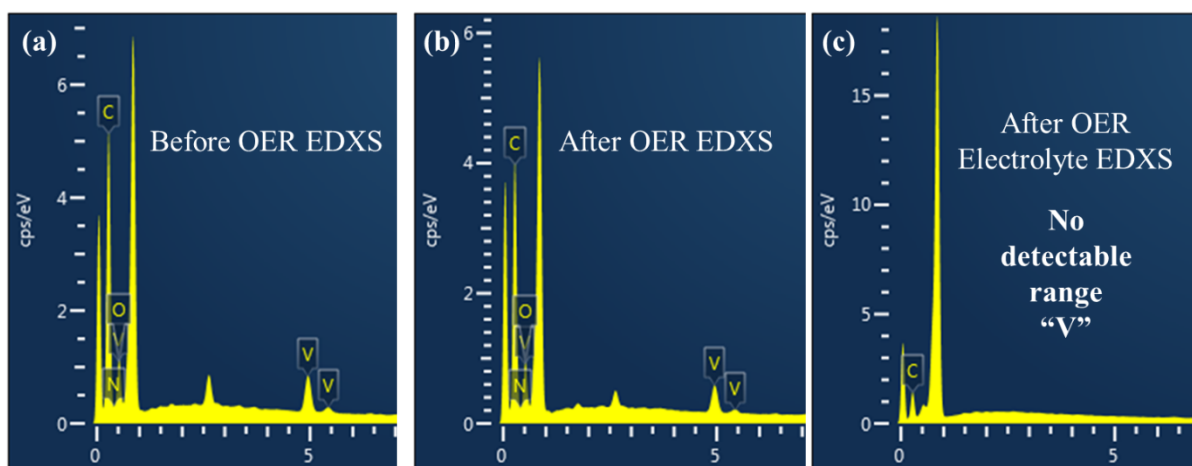 (a)
Before OER EDXS
cps/eV
6
4
2
0
C
O
V
N
V
V
0
5
(b)
After OER EDXS
cps/eV
6
4
2
0
C
O
V
N
V
V
0
5
(c)
After OER
Electrolyte EDXS
No
detectable
range
“V”
cps/eV
15
10
5
0
C
0
5